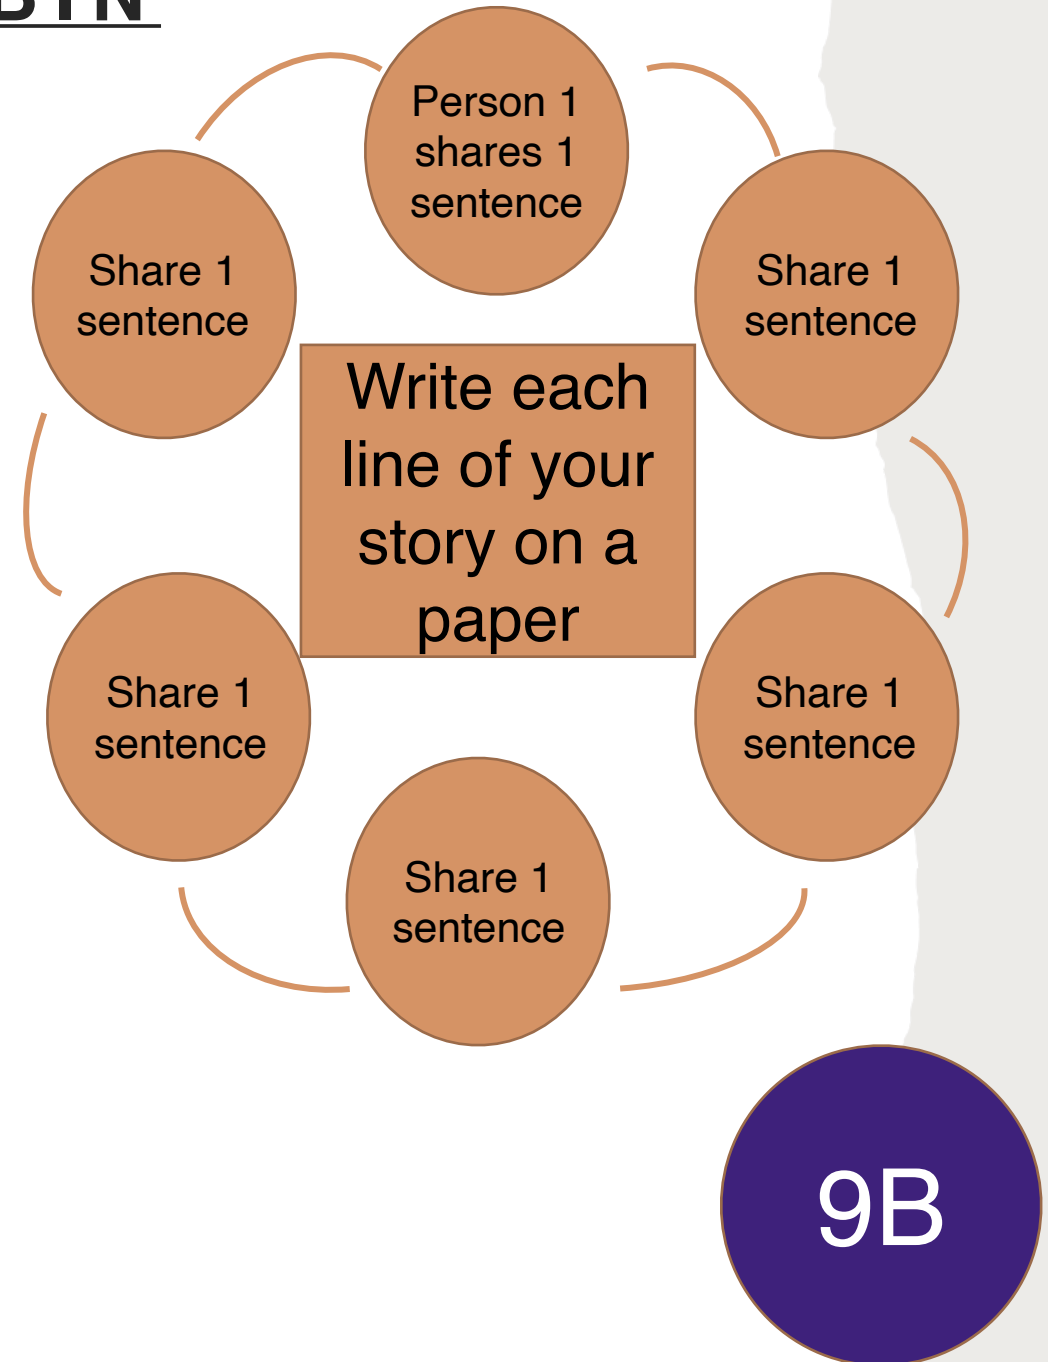 BIN
Person 1
shares 1
sentence
Share 1
sentence
Share 1
sentence
Write each
line of your
story on a
paper
Share 1
sentence
Share 1
sentence
Share 1
sentence
9B